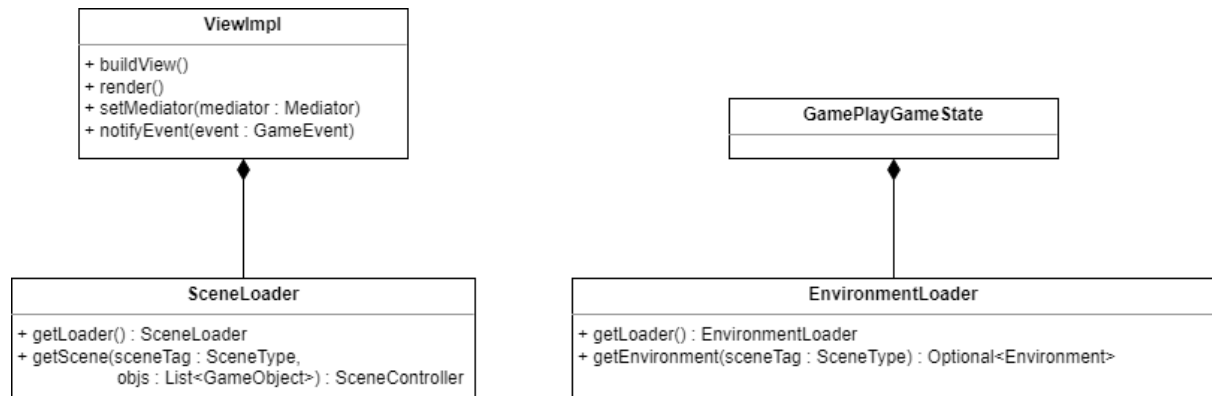 ViewImpl
+ buildView()
+ render()
+ setMediator(mediator : Mediator)
+ notifyEvent(event : GameEvent)
GamePlayGameState
SceneLoader
+ getLoader() : SceneLoader
+ getScene(sceneTag : SceneType,
objs : List<GameObject>) : SceneController
EnvironmentLoader
+ getLoader() : EnvironmentLoader
+ getEnvironment(sceneTag : SceneType) : Optional<Environment>